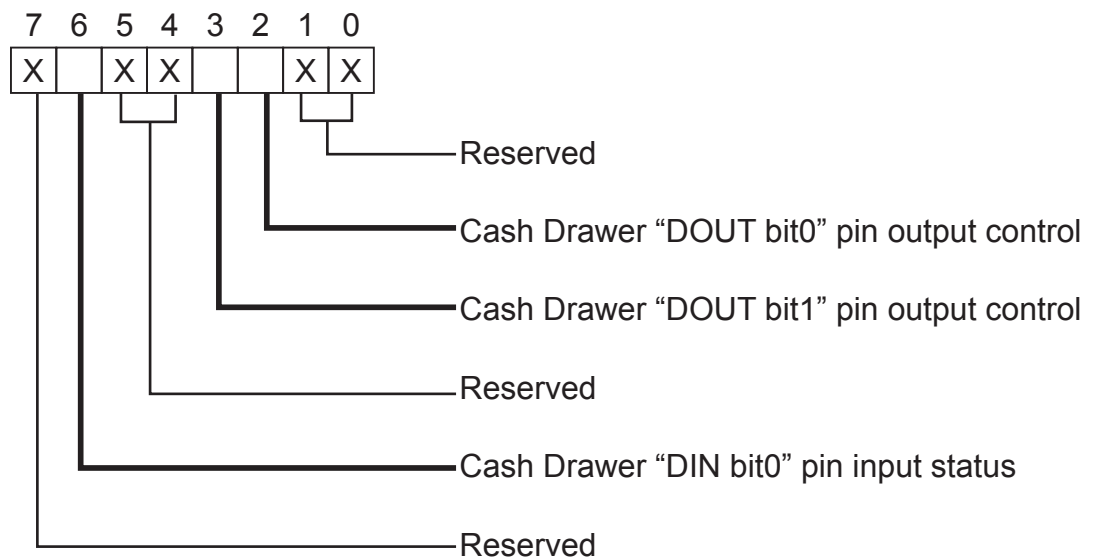 7 6 5 4 3 2 1 0
X X X X X
Reserved
Cash Drawer “DOUT bit0” pin output control
Cash Drawer “DOUT bit1” pin output control
Reserved
Cash Drawer “DIN bit0” pin input status
Reserved